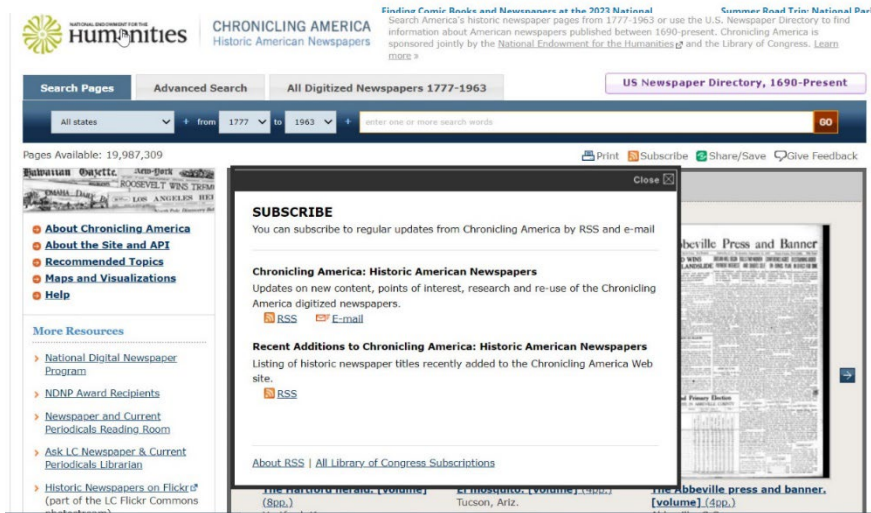 Finding Comic Books and Newspapers at the 2023 National
Summer Road Trip: National Par
NATIONAL ENDOWMENT FOR THE
Humanities
CHRONICLING AMERICA
Historic American Newspapers
Search America's historic newspaper pages from 1777-1963 or use the U.S. Newspaper Directory to find
information about American newspapers published between 1690-present. Chronicling America is
sponsored jointly by the National Endowment for the Humanities and the Library of Congress. Learn
more »
Search Pages
Advanced Search
All Digitized Newspapers 1777-1963
US Newspaper Directory, 1690-Present
All states + from 1777 to 1963 + enter one or more search words GO
Pages Available: 19,987,309
Print Subscribe Share/Save Give Feedback
Hawaiian Gazette.
New-York
ROOSEVELT WINS
OMAHA DAILY
LOS ANGELES
About Chronicling America
About the Site and API
Recommended Topics
Maps and Visualizations
Help
More Resources
National Digital Newspaper
Program
NDNP Award Recipients
Newspaper and Current
Periodicals Reading Room
Ask LC Newspaper & Current
Periodicals Librarian
Historic Newspapers on Flickr
(part of the LC Flickr Commons
photostream)
Close
SUBSCRIBE
You can subscribe to regular updates from Chronicling America by RSS and e-mail
Chronicling America: Historic American Newspapers
Updates on new content, points of interest, research and re-use of the Chronicling
America digitized newspapers.
RSS E-mail
Recent Additions to Chronicling America: Historic American Newspapers
Listing of historic newspaper titles recently added to the Chronicling America Web
site.
RSS
About RSS | All Library of Congress Subscriptions
beville Press and Banner
LANDSLIDE
Primary Election
The Hartford herald. [volume]
(8pp.)
El mosquito. [volume] (4pp.)
Tucson, Ariz.
The Abbeville press and banner.
[volume] (4pp.)